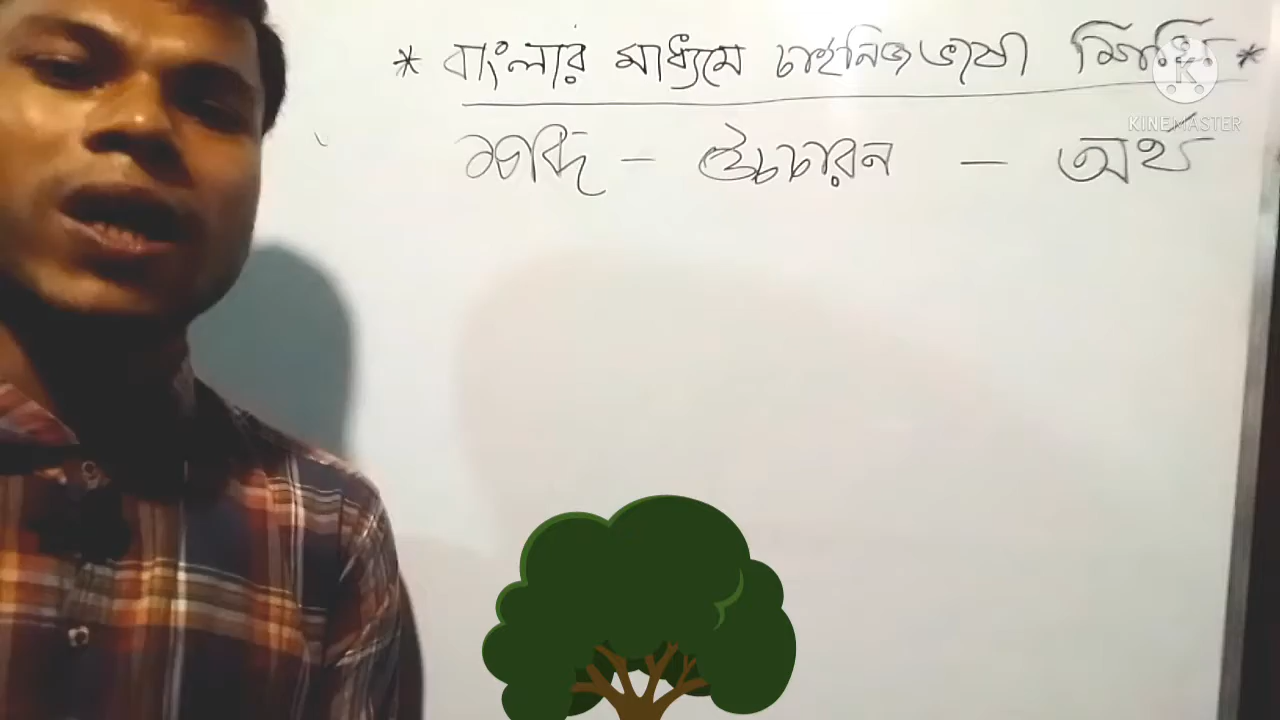 * বাংলার মাধ্যমে চাইনিজ ভাষা শিখি *
শব্দ - উচ্চারন - অর্থ
K
KINEMASTER